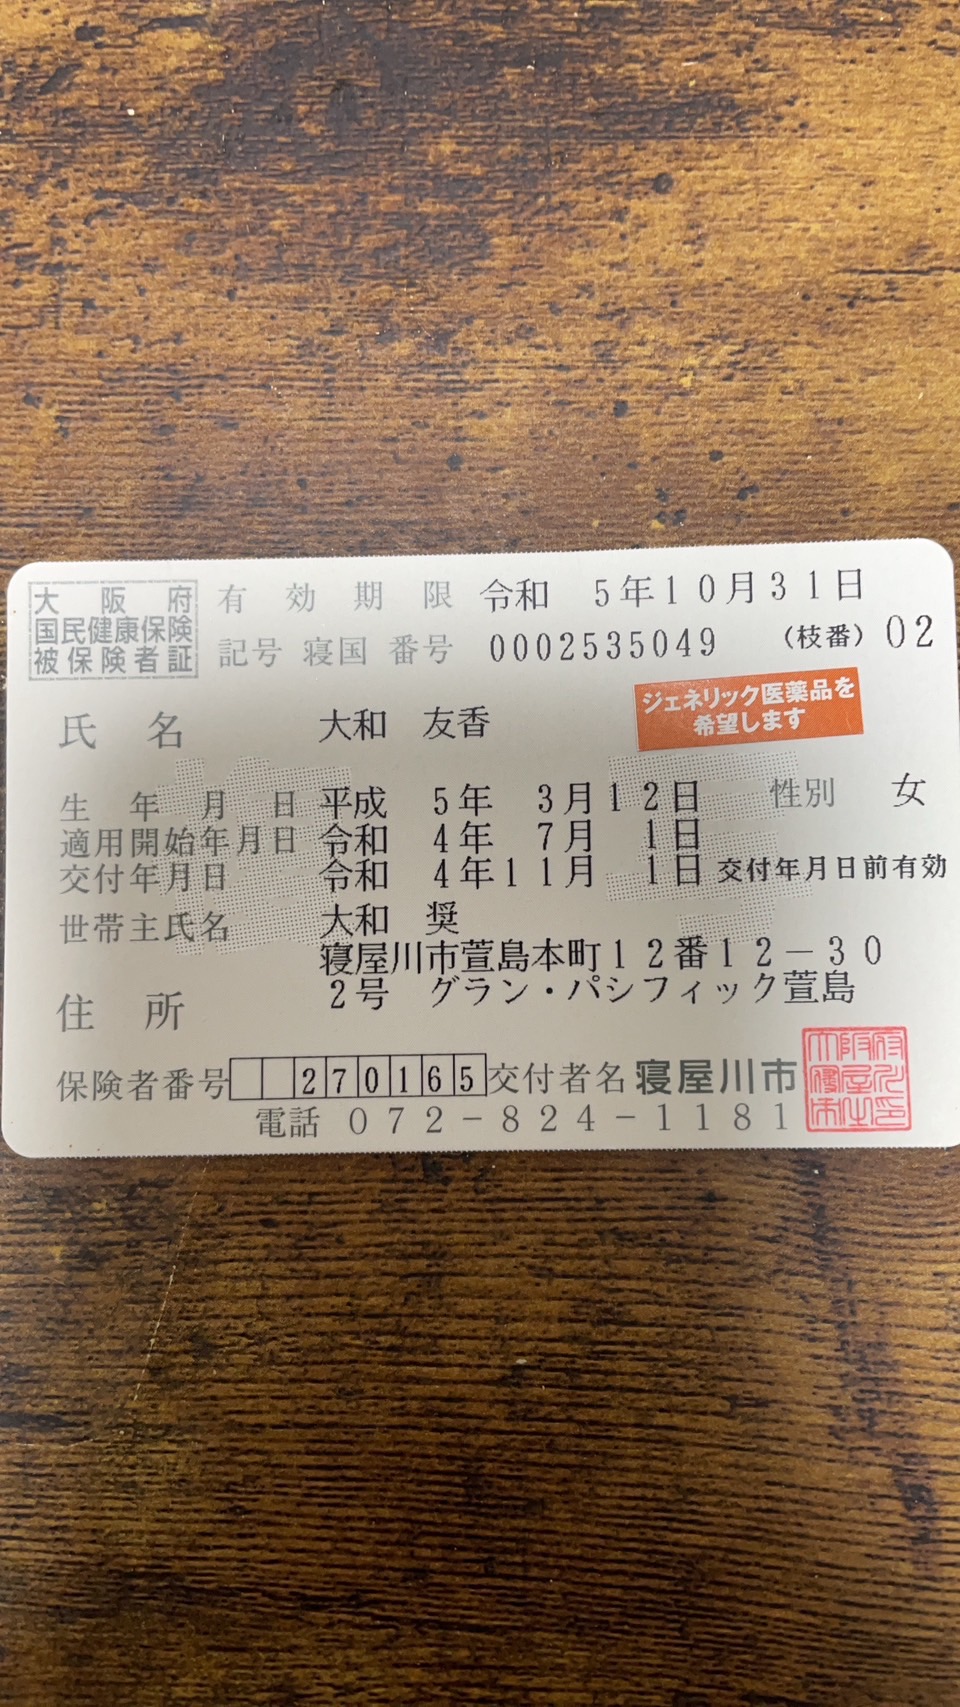 大阪府
国民健康保険
被保険者証
有効期限 令和 5年10月31日
記号 寝国 番号 0002535049 (枝番) 02
ジェネリック医薬品を
希望します
氏名 大和 友香
生年月日 平成 5年 3月12日 性別 女
適用開始年月日 令和 4年 7月 1日
交付年月日 令和 4年11月 1日 交付年月日前有効
世帯主氏名 大和 奨
住所 寝屋川市萱島本町12番12-30
2号 グラン・パシフィック萱島
保険者番号 270165 交付者名 寝屋川市
電話 072-824-1181